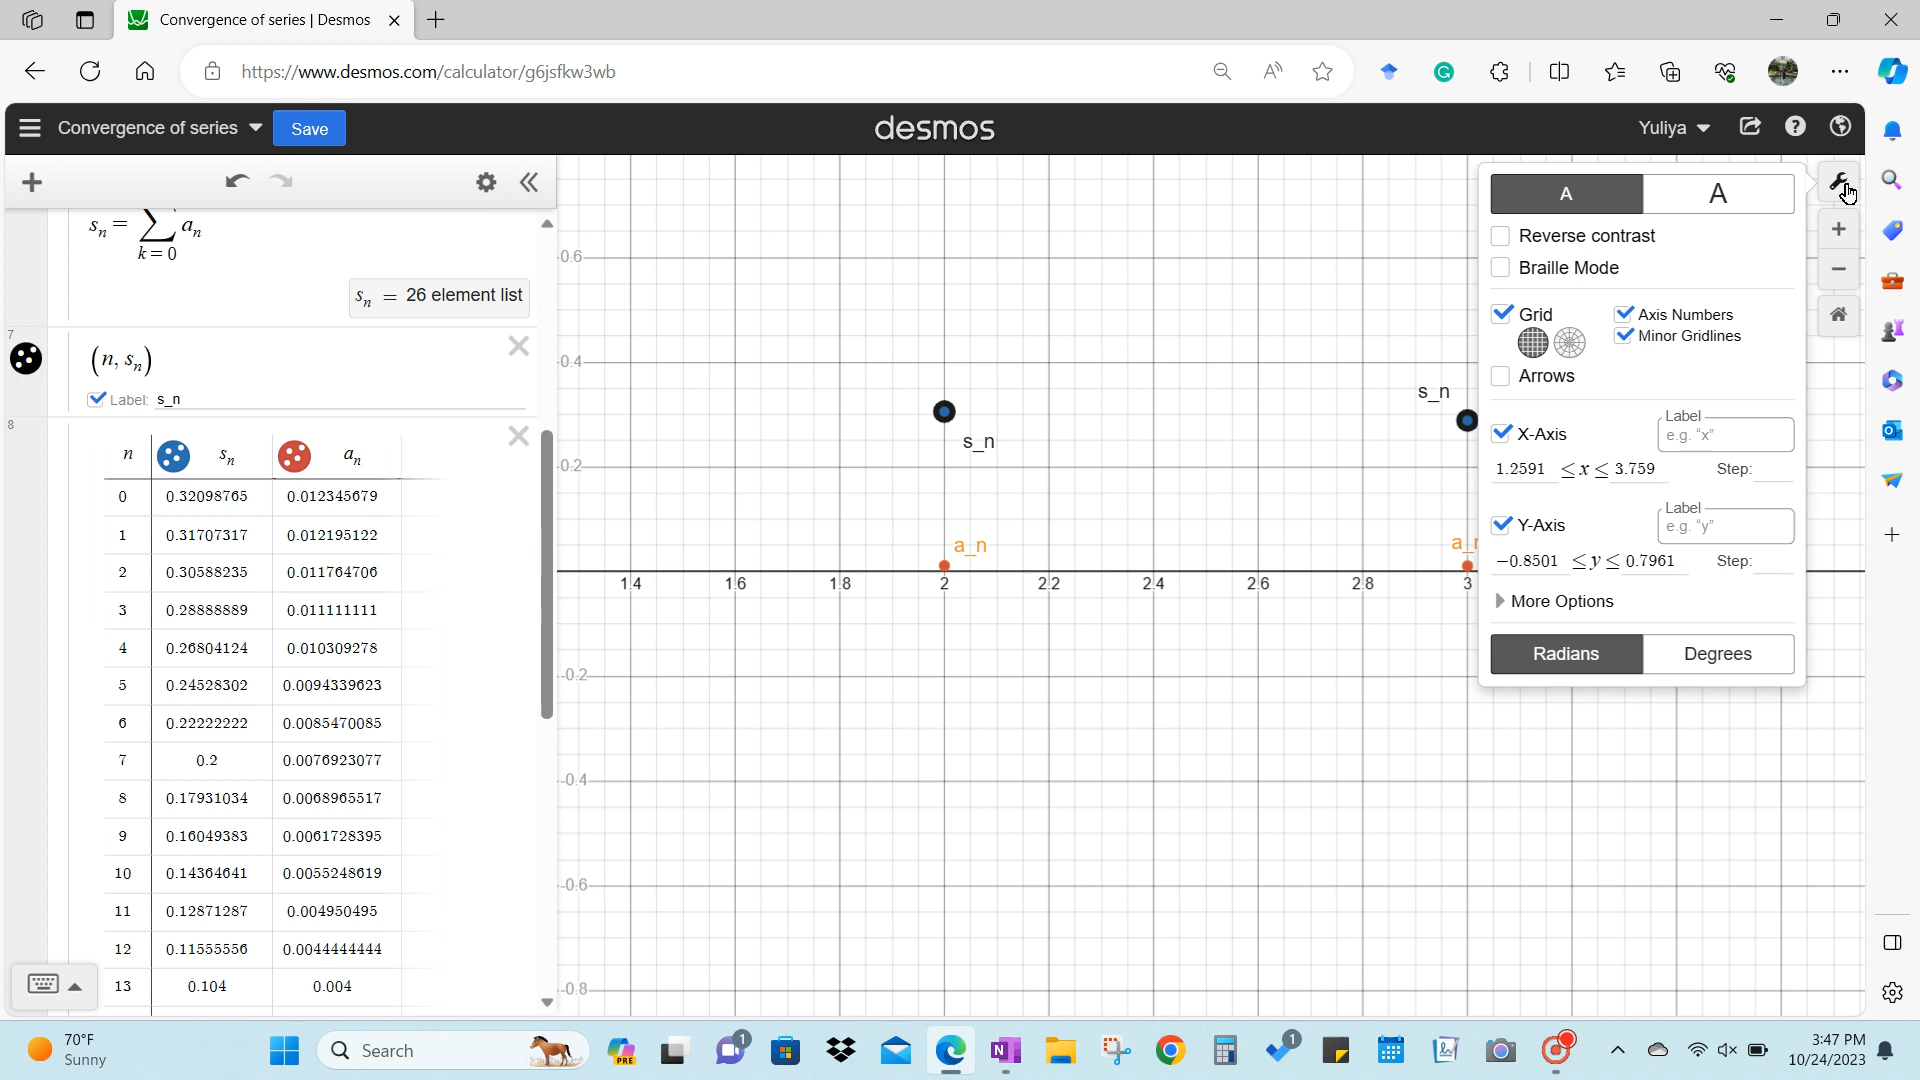 Convergence of series | Desmos
https://www.desmos.com/calculator/g6jsfkw3wb
Convergence of series
Save
desmos
Yuliya
s_n = ∑ a_n
k = 0
s_n = 26 element list
7
(n, s_n)
Label: s_n
8
n s_n a_n
0 0.32098765 0.012345679
1 0.31707317 0.012195122
2 0.30588235 0.011764706
3 0.28888889 0.011111111
4 0.26804124 0.010309278
5 0.24528302 0.0094339623
6 0.22222222 0.0085470085
7 0.2 0.0076923077
8 0.17931034 0.0068965517
9 0.16049383 0.0061728395
10 0.14364641 0.0055248619
11 0.12871287 0.004950495
12 0.11555556 0.0044444444
13 0.104 0.004
0.6
0.4
0.2
-0.2
-0.4
-0.6
-0.8
1.4 1.6 1.8 2 2.2 2.4 2.6 2.8 3
s_n
s_n
a_n
A A
Reverse contrast
Braille Mode
Grid
Axis Numbers
Minor Gridlines
Arrows
X-Axis
Label
e.g. "x"
1.2591 ≤ x ≤ 3.759 Step:
Y-Axis
Label
e.g. "y"
−0.8501 ≤ y ≤ 0.7961 Step:
More Options
Radians Degrees
70°F
Sunny
Search
PRE
1
1
3:47 PM
10/24/2023